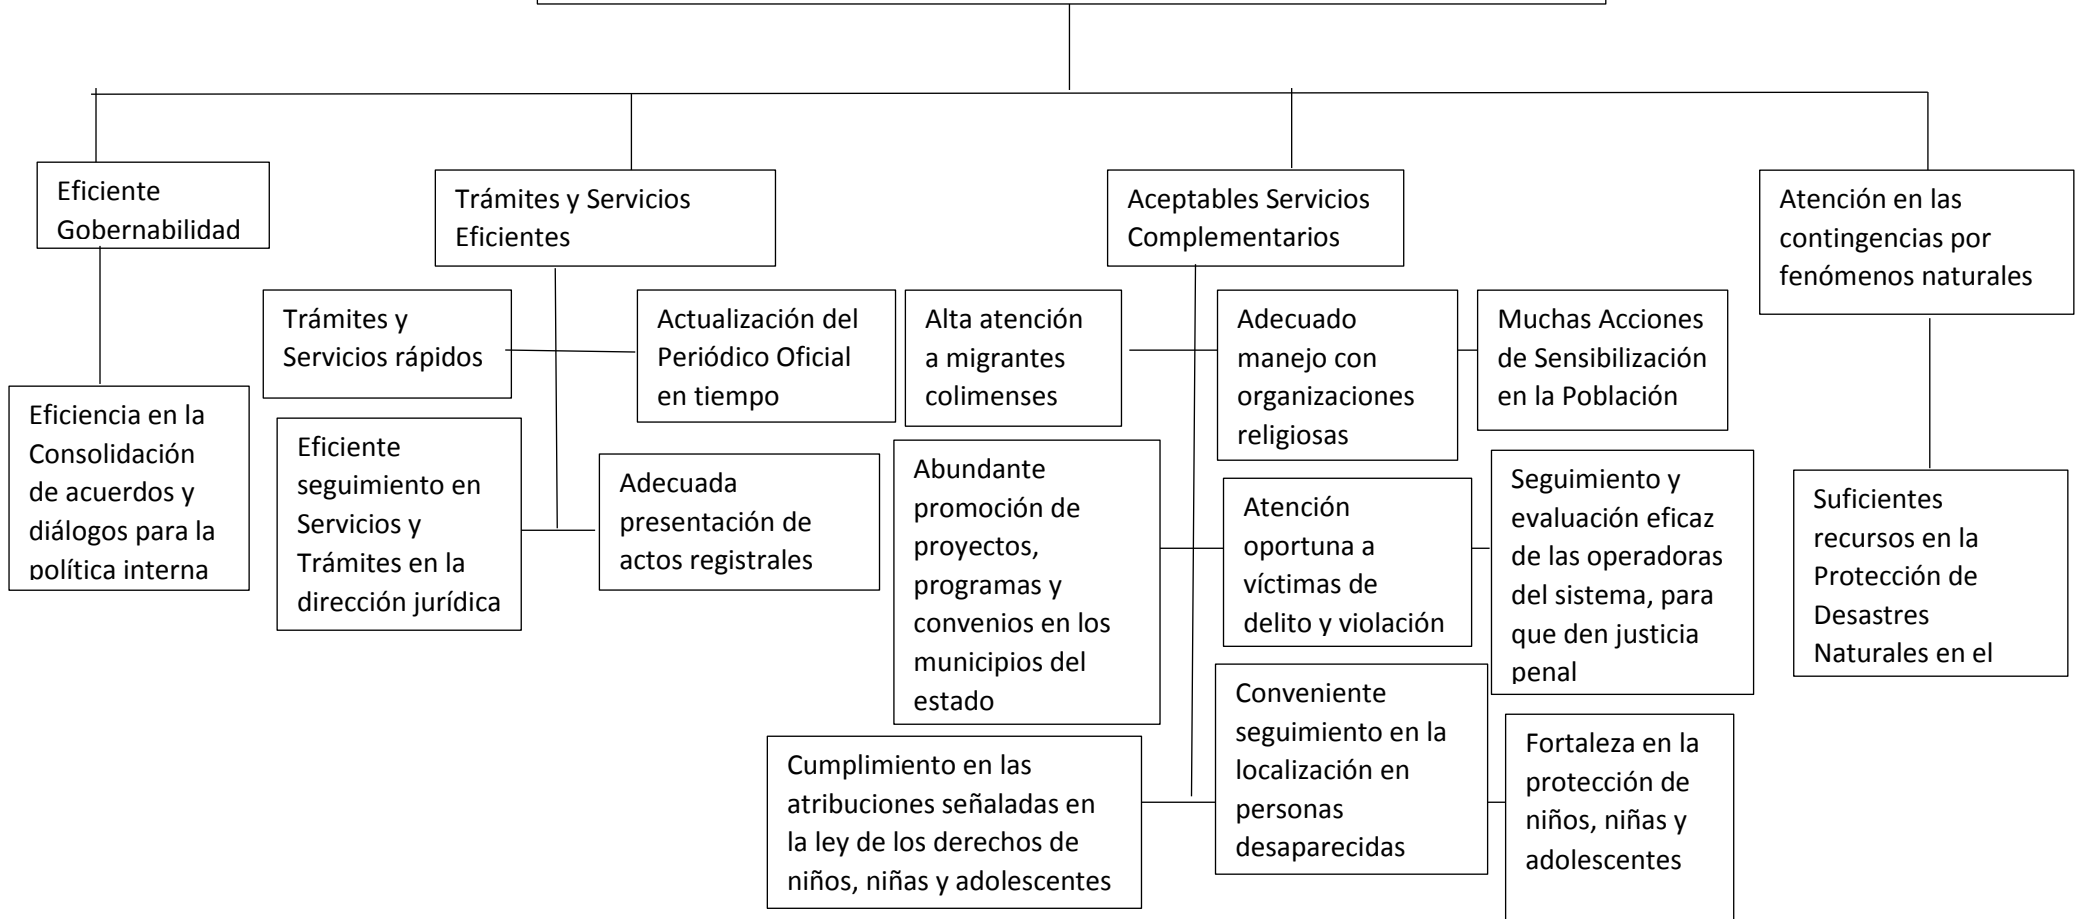 Eficiente
Gobernabilidad
Trámites y Servicios
Eficientes
Aceptables Servicios
Complementarios
Atención en las
contingencias por
fenómenos naturales
Trámites y
Servicios rápidos
Actualización del
Periódico Oficial
en tiempo
Alta atención
a migrantes
colimenses
Adecuado
manejo con
organizaciones
religiosas
Muchas Acciones
de Sensibilización
en la Población
Eficiencia en la
Consolidación
de acuerdos y
diálogos para la
política interna
Eficiente
seguimiento en
Servicios y
Trámites en la
dirección jurídica
Adecuada
presentación de
actos registrales
Abundante
promoción de
proyectos,
programas y
convenios en los
municipios del
estado
Atención
oportuna a
víctimas de
delito y violación
Seguimiento y
evaluación eficaz
de las operadoras
del sistema, para
que den justicia
penal
Suficientes
recursos en la
Protección de
Desastres
Naturales en el
Cumplimiento en las
atribuciones señaladas en
la ley de los derechos de
niños, niñas y adolescentes
Conveniente
seguimiento en la
localización en
personas
desaparecidas
Fortaleza en la
protección de
niños, niñas y
adolescentes